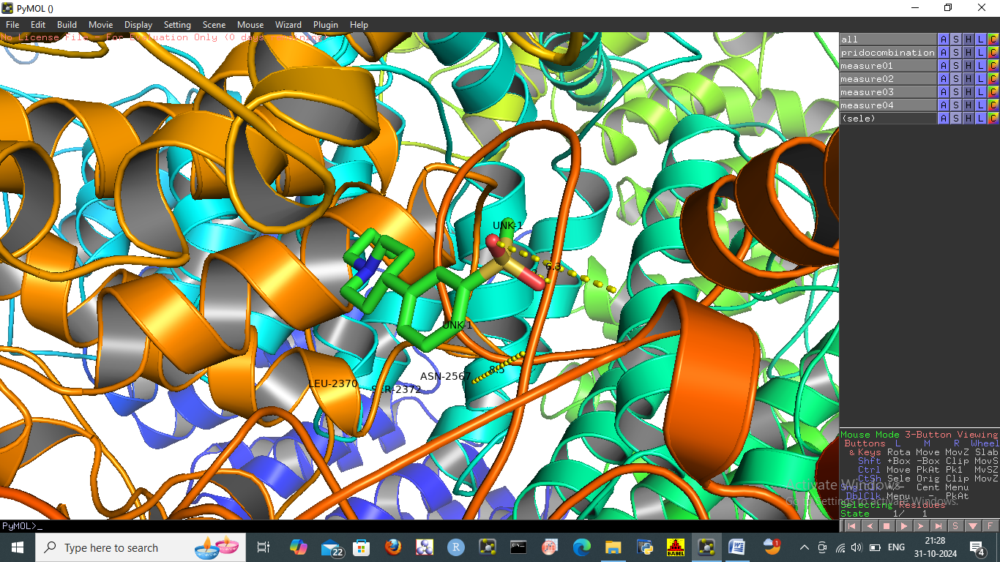 PyMOL ()
File Edit Build Movie Display Setting Scene Mouse Wizard Plugin Help
No License File - For Evaluation Only (0 days remaining)
all A S H L C
pridocombination A S H L C
measure01 A S H L C
measure02 A S H L C
measure03 A S H L C
measure04 A S H L C
(sele) A S H L C
UNK-1
UNK-1
8.5
ASN-2567
LEU-2370
SER-2372
Mouse Mode 3-Button Viewing
Buttons L M R Wheel
& Keys Rota Move MovZ Slab
Shft +Box -Box Clip MovS
Ctrl Move PkAt Pk1 MvSZ
CtSh Sele Orig Clip MovZ
SnglClk +/- Cent Menu
DblClk Menu - PkAt
Selecting Residues
State 1/ 1
Activate Windows
Go to Settings to activate Windows.
PyMOL>_
S F
Type here to search
22
R
BABEL
W
1
ENG
21:28
31-10-2024
4